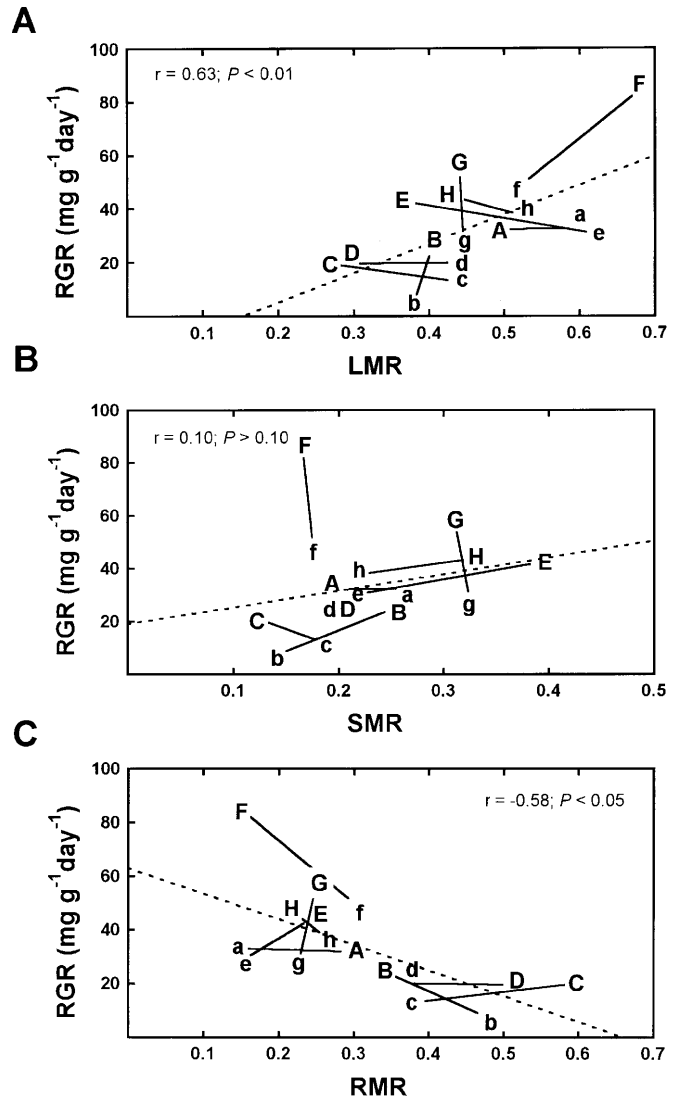 A
100
r = 0.63; P < 0.01
F
80
60
G
f
E H h a
40
A e
B g
D d
20
C c
b
RGR (mg g⁻¹day⁻¹)
0.1 0.2 0.3 0.4 0.5 0.6 0.7
LMR
B
100
r = 0.10; P > 0.10
F
80
60
G
f
H E
40
h
A e a
d D B g
20
C c
b
RGR (mg g⁻¹day⁻¹)
0.1 0.2 0.3 0.4 0.5
SMR
C
100
r = -0.58; P < 0.05
F
80
60
G
H E f
40
a h A
e g
B d D C
20
c
b
RGR (mg g⁻¹day⁻¹)
0.1 0.2 0.3 0.4 0.5 0.6 0.7
RMR